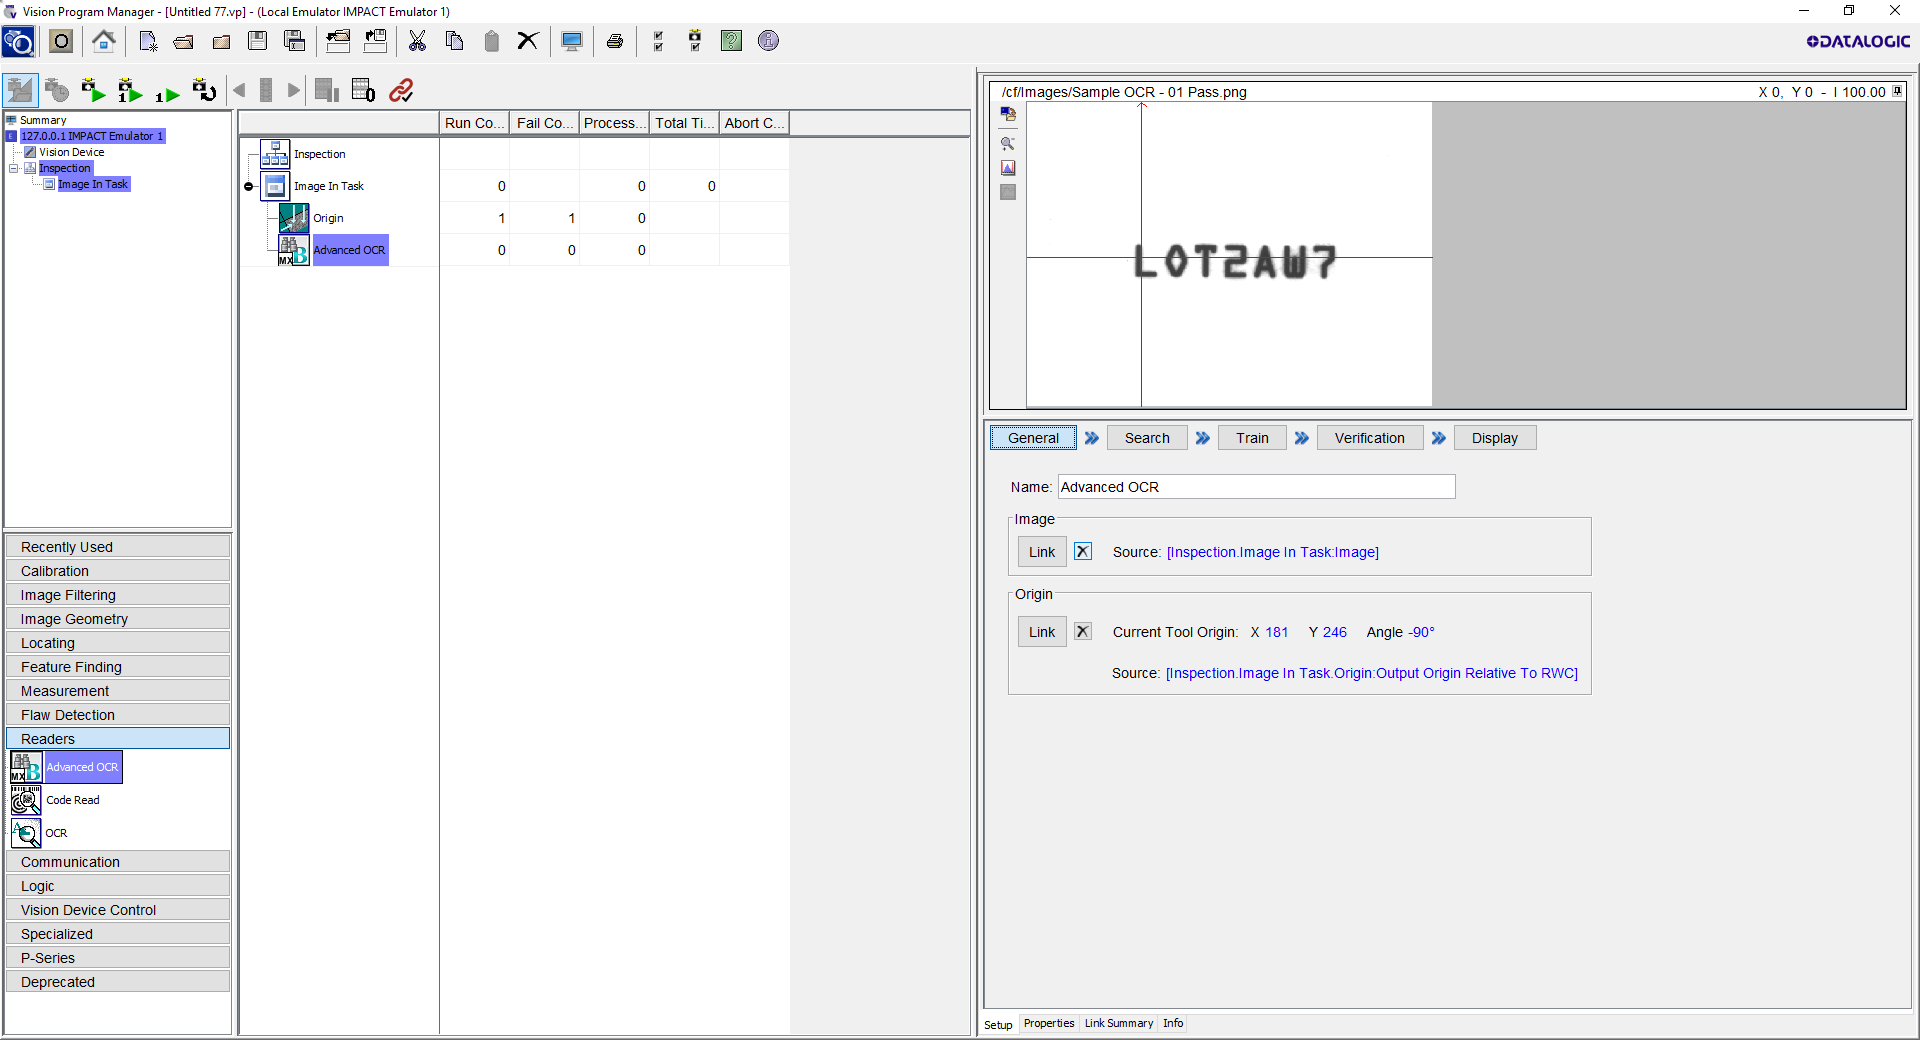 Vision Program Manager - [Untitled 77.vp] - (Local Emulator IMPACT Emulator 1)
DATALOGIC
Summary
127.0.0.1 IMPACT Emulator 1
Vision Device
Inspection
Image In Task
Run Co... Fail Co... Process... Total Ti... Abort C...
Inspection
Image In Task 0 0 0
Origin 1 1 0
MX B Advanced OCR 0 0 0
Recently Used
Calibration
Image Filtering
Image Geometry
Locating
Feature Finding
Measurement
Flaw Detection
Readers
MX B Advanced OCR
Code Read
OCR
Communication
Logic
Vision Device Control
Specialized
P-Series
Deprecated
/cf/Images/Sample OCR - 01 Pass.png X 0, Y 0 - I 100.00
LOT2AW7
General Search Train Verification Display
Name: Advanced OCR
Image
Link Source: [Inspection.Image In Task:Image]
Origin
Link Current Tool Origin: X 181 Y 246 Angle -90°
Source: [Inspection.Image In Task.Origin:Output Origin Relative To RWC]
Setup Properties Link Summary Info